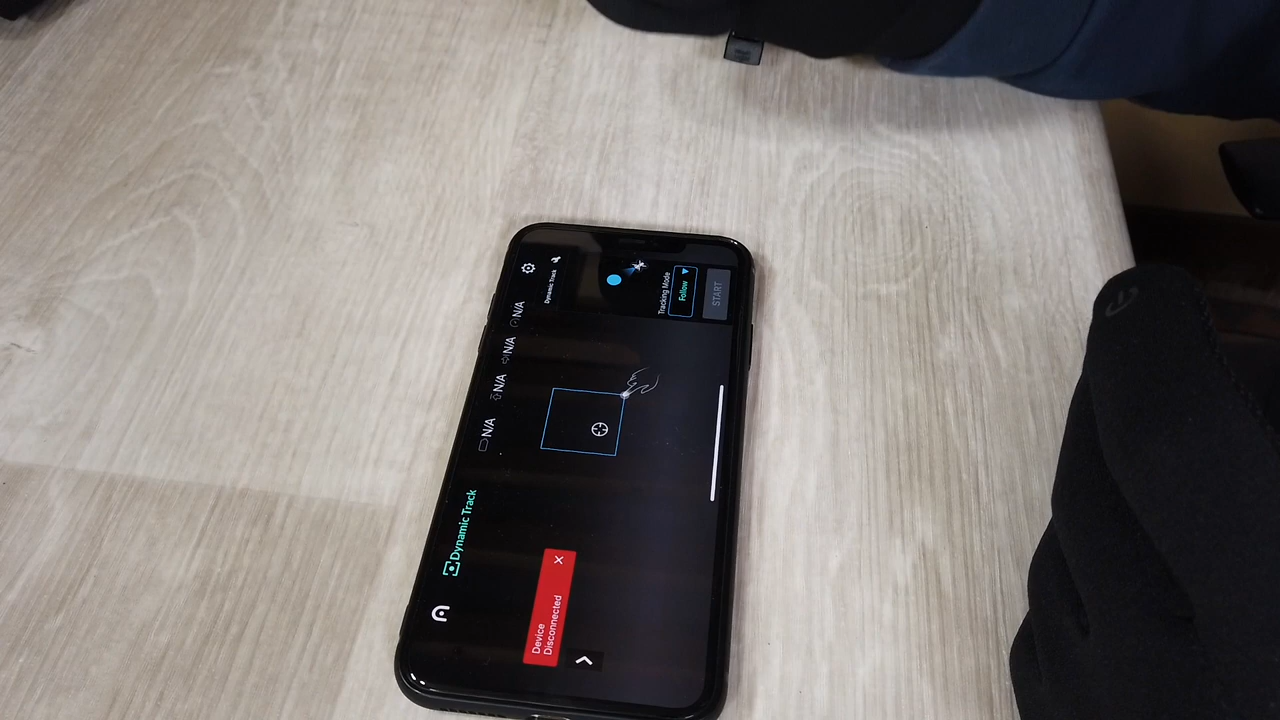 Dynamic Track
N/A
N/A
N/A
N/A
Device
Disconnected
Dynamic Track
Tracking Mode
Follow
START